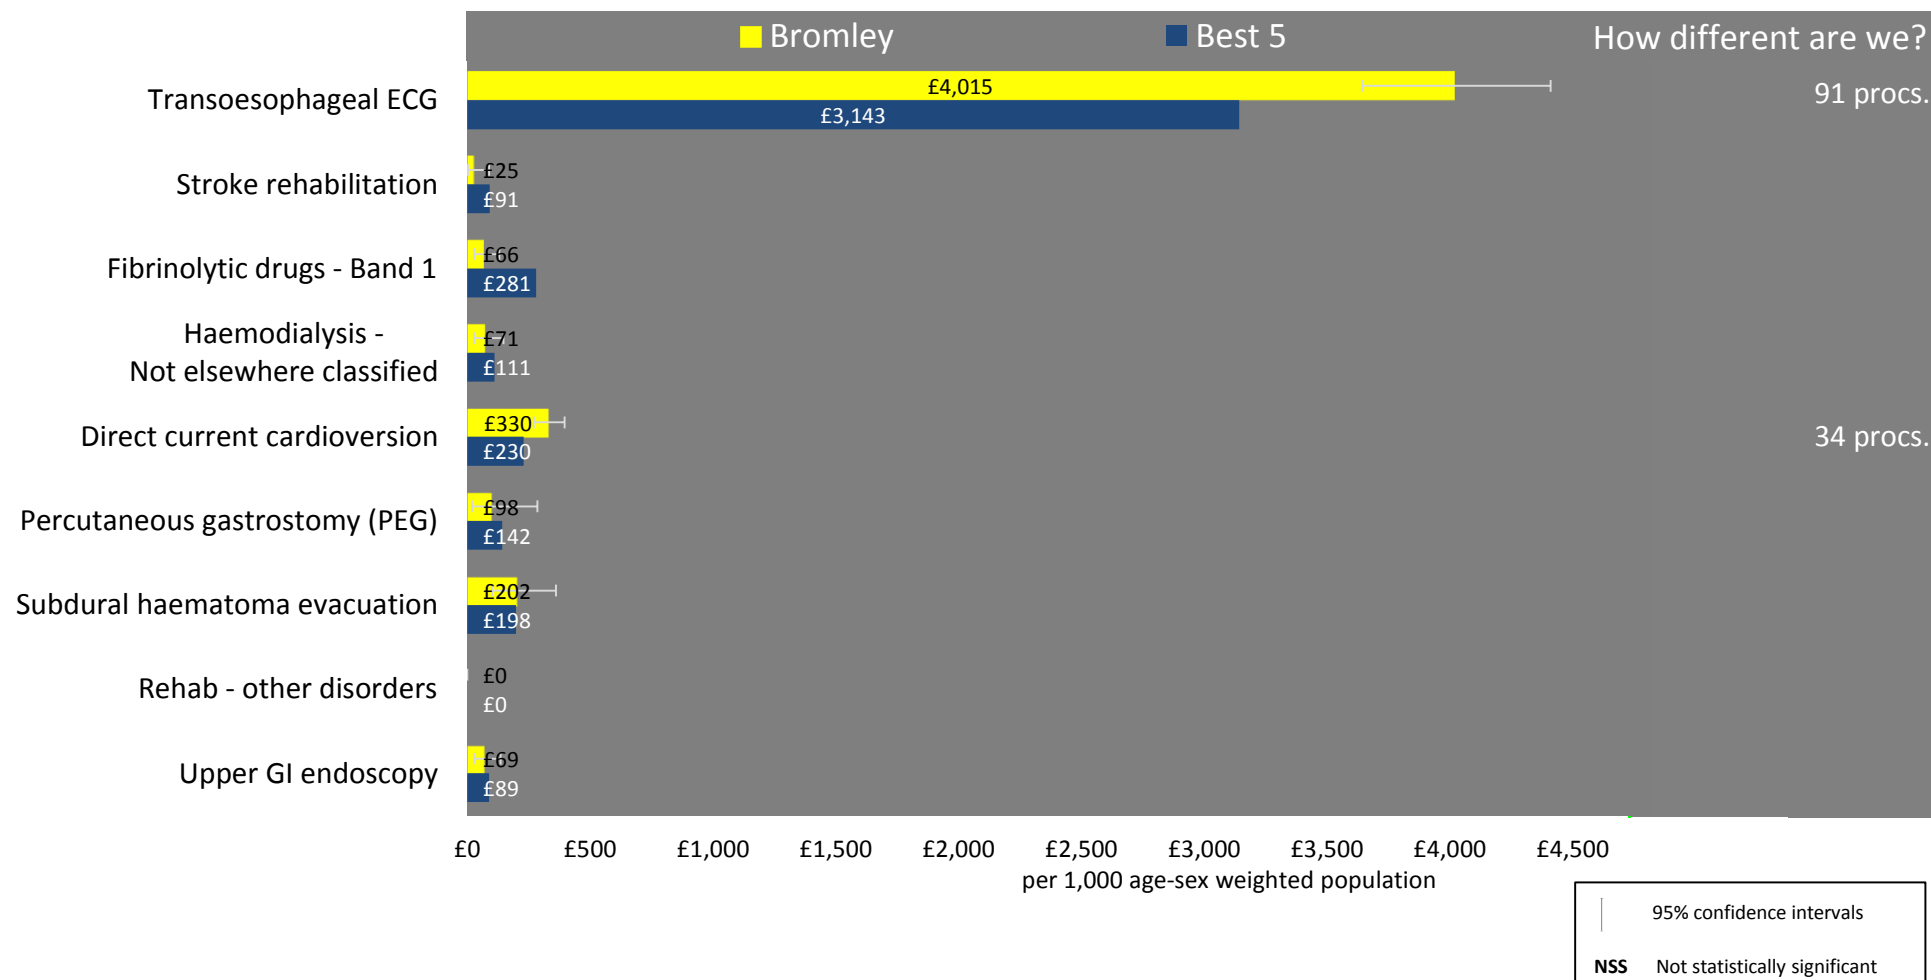 Bromley
Best 5
How different are we?
Transoesophageal ECG
£4,015
£3,143
91 procs.
Stroke rehabilitation
£25
£91
Fibrinolytic drugs - Band 1
£66
£281
Haemodialysis -
Not elsewhere classified
£71
£111
Direct current cardioversion
£330
£230
34 procs.
Percutaneous gastrostomy (PEG)
£98
£142
Subdural haematoma evacuation
£202
£198
Rehab - other disorders
£0
£0
Upper GI endoscopy
£69
£89
£0 £500 £1,000 £1,500 £2,000 £2,500 £3,000 £3,500 £4,000 £4,500
per 1,000 age-sex weighted population
95% confidence intervals
NSS Not statistically significant